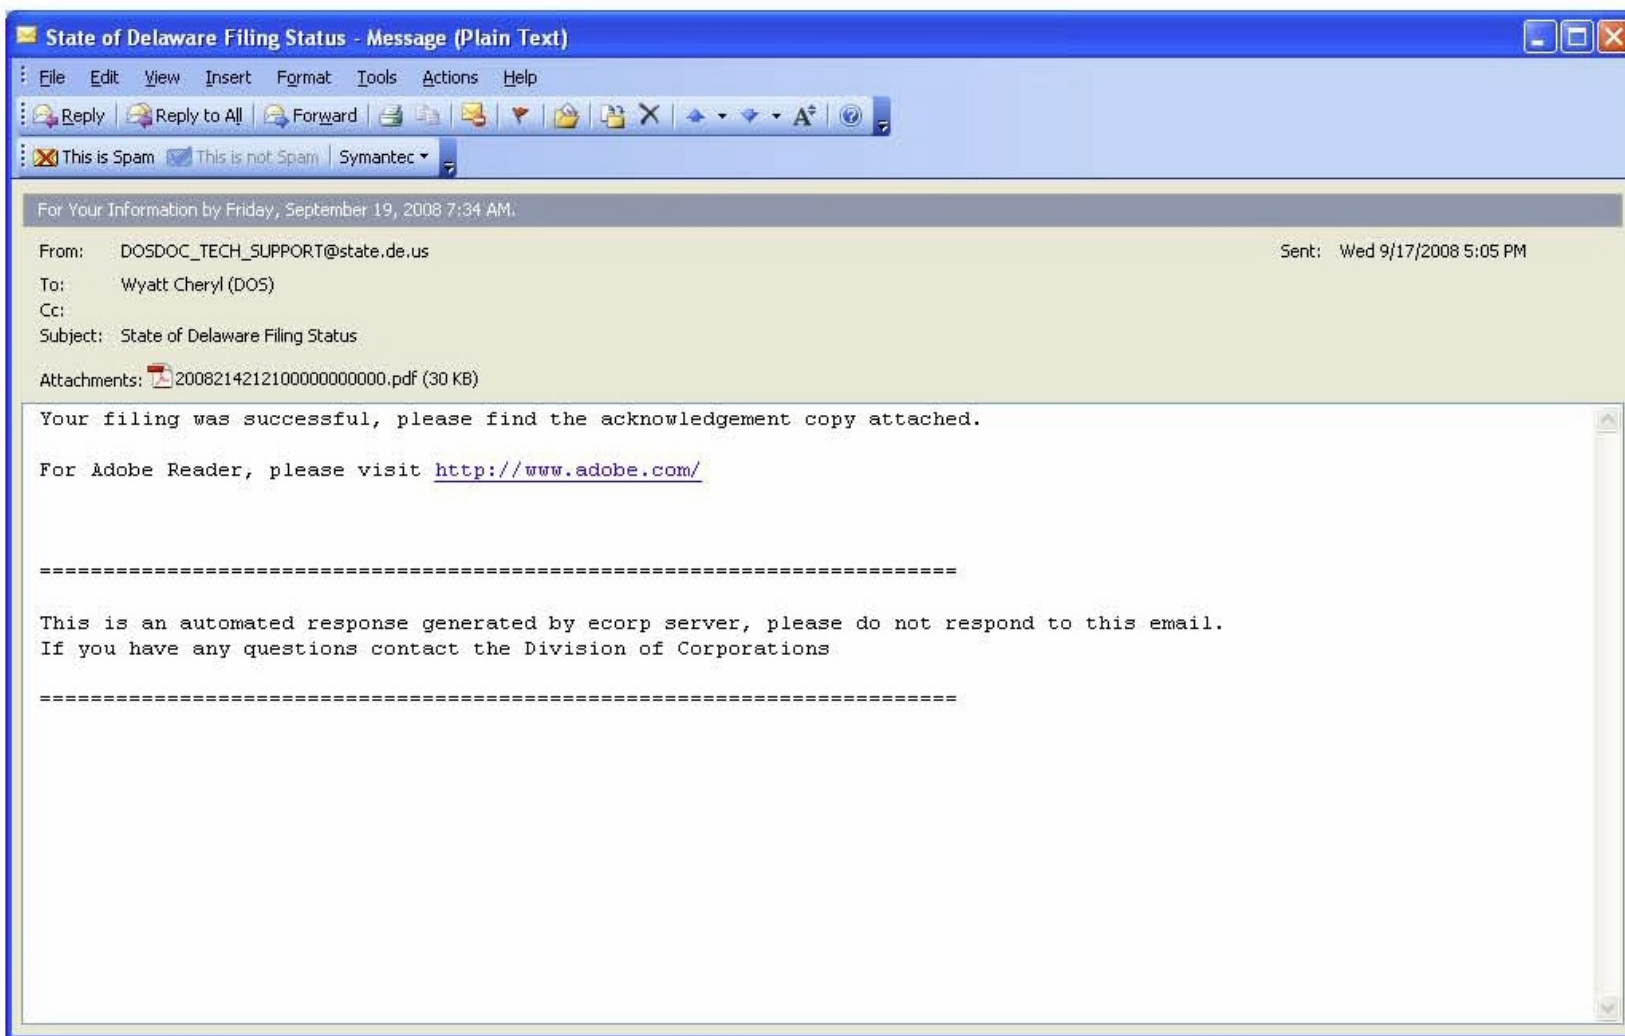 State of Delaware Filing Status - Message (Plain Text)
File Edit View Insert Format Tools Actions Help
Reply Reply to All Forward
This is Spam This is not Spam Symantec
For Your Information by Friday, September 19, 2008 7:34 AM.
From: DOSDOC_TECH_SUPPORT@state.de.us Sent: Wed 9/17/2008 5:05 PM
To: Wyatt Cheryl (DOS)
Cc:
Subject: State of Delaware Filing Status
Attachments: 2008214212100000000000.pdf (30 KB)
Your filing was successful, please find the acknowledgement copy attached.
For Adobe Reader, please visit http://www.adobe.com/
========================================================================
This is an automated response generated by ecorp server, please do not respond to this email.
If you have any questions contact the Division of Corporations
========================================================================